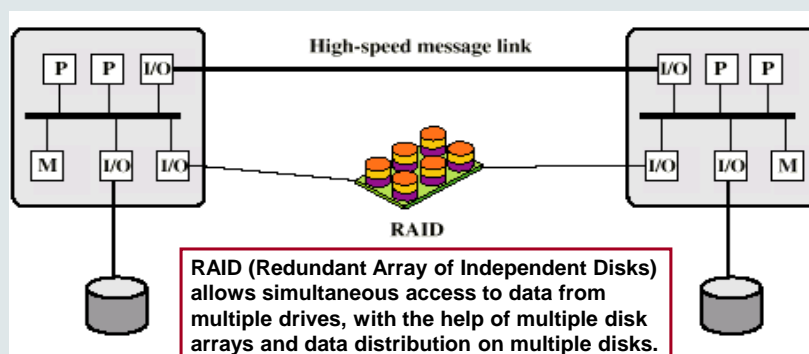 High-speed message link
P P I/O
I/O P P
M I/O I/O
I/O I/O M
RAID
RAID (Redundant Array of Independent Disks)
allows simultaneous access to data from
multiple drives, with the help of multiple disk
arrays and data distribution on multiple disks.